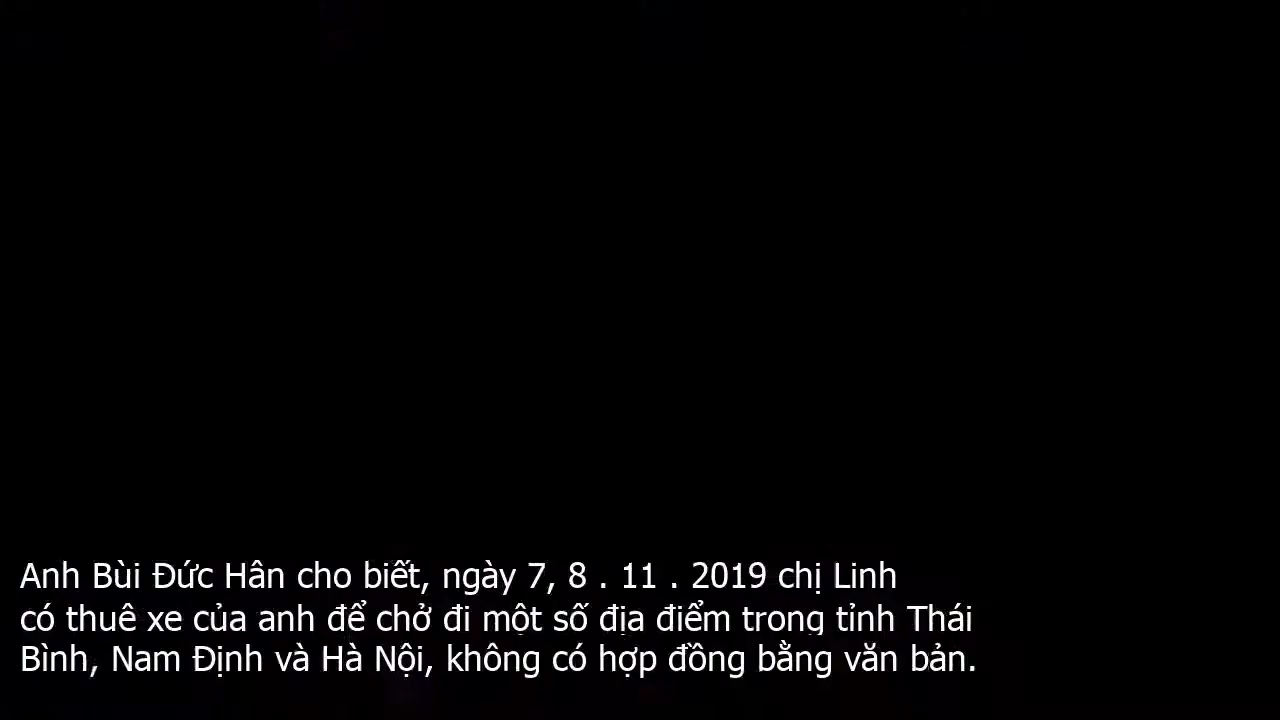 Anh Bùi Đức Hân cho biết, ngày 7, 8 . 11 . 2019 chị Linh
có thuê xe của anh để chở đi một số địa điểm trong tỉnh Thái
Bình, Nam Định và Hà Nội, không có hợp đồng bằng văn bản.